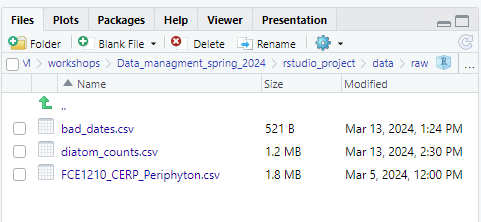 Files Plots Packages Help Viewer Presentation
Folder Blank File Delete Rename
workshops Data_managment_spring_2024 rstudio_project data raw R ...
Name Size Modified
..
bad_dates.csv 521 B Mar 13, 2024, 1:24 PM
diatom_counts.csv 1.2 MB Mar 13, 2024, 2:30 PM
FCE1210_CERP_Periphyton.csv 1.8 MB Mar 5, 2024, 12:00 PM